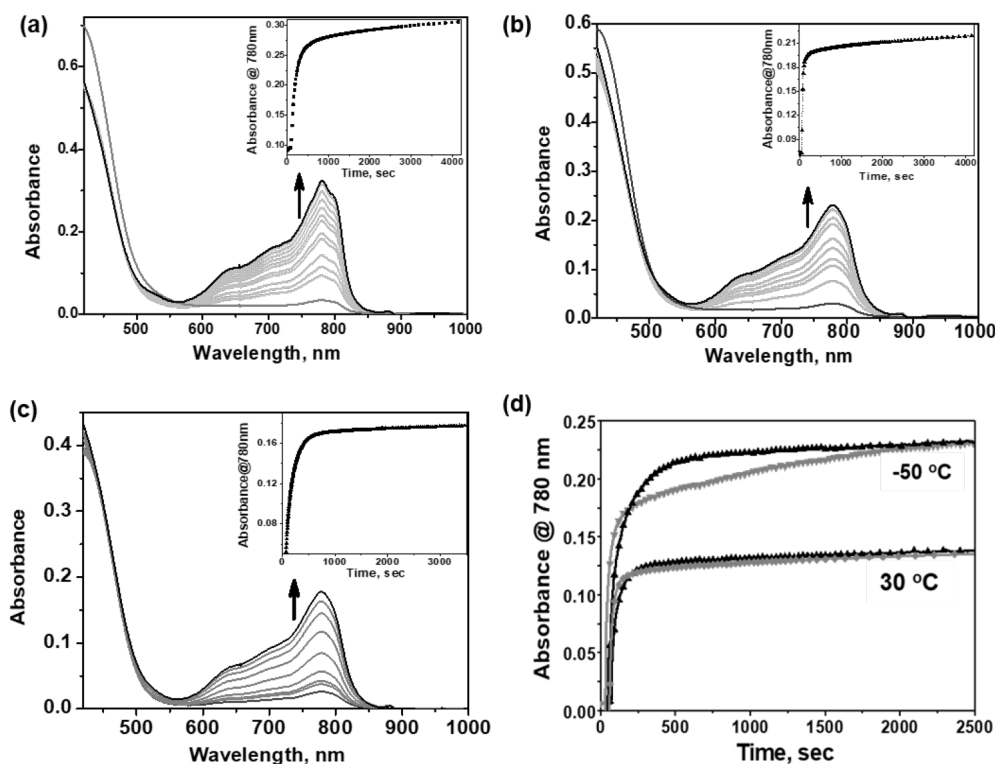 (a)
Absorbance @ 780nm
0.30
0.25
0.20
0.15
0.10
0 1000 2000 3000 4000
Time, sec
Absorbance
0.6
0.4
0.2
0.0
500 600 700 800 900 1000
Wavelength, nm
(b)
Absorbance@780nm
0.21
0.18
0.15
0.12
0.09
0 1000 2000 3000 4000
Time, sec
Absorbance
0.6
0.5
0.4
0.3
0.2
0.1
0.0
500 600 700 800 900 1000
Wavelength, nm
(c)
Absorbance@780nm
0.16
0.12
0.08
0 1000 2000 3000
Time, sec
Absorbance
0.4
0.3
0.2
0.1
0.0
500 600 700 800 900 1000
Wavelength, nm
(d)
Absorbance @ 780 nm
0.25
0.20
0.15
0.10
0.05
0.00
-50 °C
30 °C
0 500 1000 1500 2000 2500
Time, sec